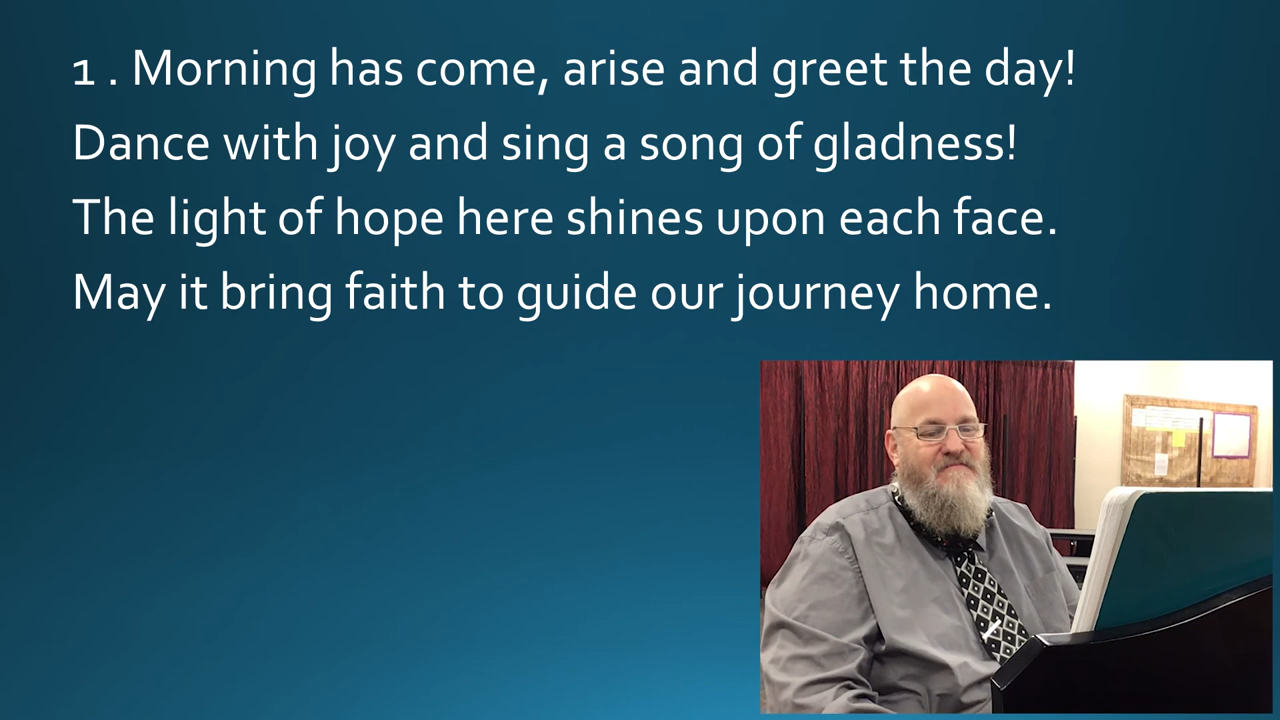 1 . Morning has come, arise and greet the day!
Dance with joy and sing a song of gladness!
The light of hope here shines upon each face.
May it bring faith to guide our journey home.